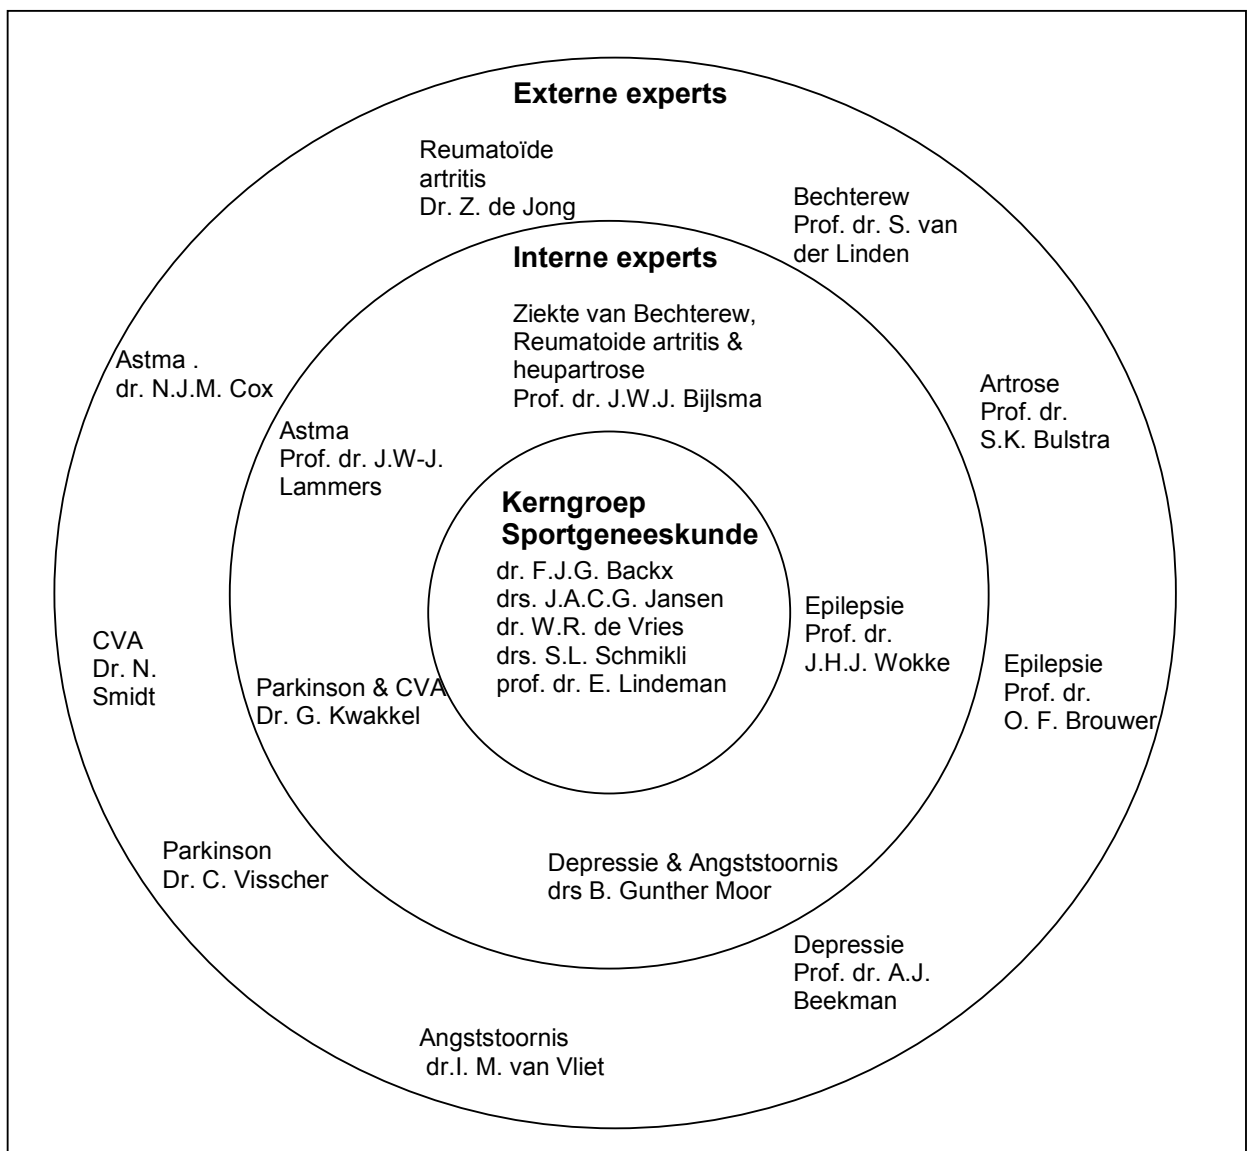 Externe experts
Reumatoïde
artritis
Dr. Z. de Jong
Bechterew
Prof. dr. S. van
der Linden
Interne experts
Ziekte van Bechterew,
Reumatoide artritis &
heupartrose
Prof. dr. J.W.J. Bijlsma
Astma .
dr. N.J.M. Cox
Artrose
Prof. dr.
S.K. Bulstra
Astma
Prof. dr. J.W-J.
Lammers
Kerngroep
Sportgeneeskunde
dr. F.J.G. Backx
drs. J.A.C.G. Jansen
dr. W.R. de Vries
drs. S.L. Schmikli
prof. dr. E. Lindeman
Epilepsie
Prof. dr.
J.H.J. Wokke
CVA
Dr. N.
Smidt
Epilepsie
Prof. dr.
O. F. Brouwer
Parkinson & CVA
Dr. G. Kwakkel
Parkinson
Dr. C. Visscher
Depressie & Angststoornis
drs B. Gunther Moor
Depressie
Prof. dr. A.J.
Beekman
Angststoornis
dr.I. M. van Vliet